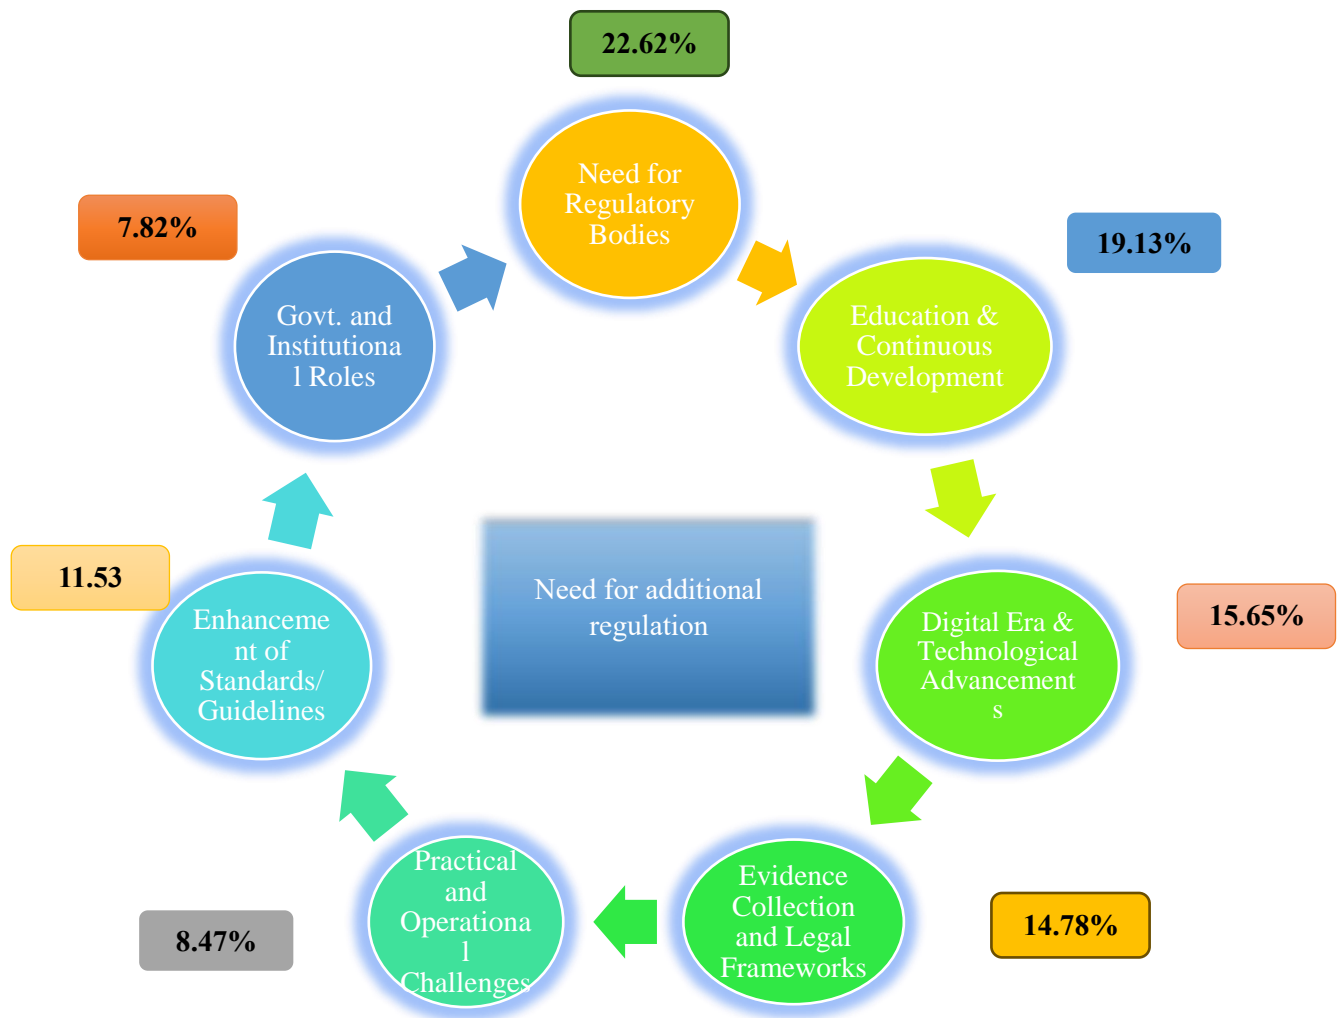 22.62%
Need for
Regulatory
Bodies
19.13%
Education &
Continuous
Development
15.65%
Digital Era &
Technological
Advancement
s
14.78%
Evidence
Collection
and Legal
Frameworks
8.47%
Practical
and
Operationa
l
Challenges
11.53
Enhanceme
nt of
Standards/
Guidelines
7.82%
Govt. and
Institutiona
l Roles
Need for additional
regulation